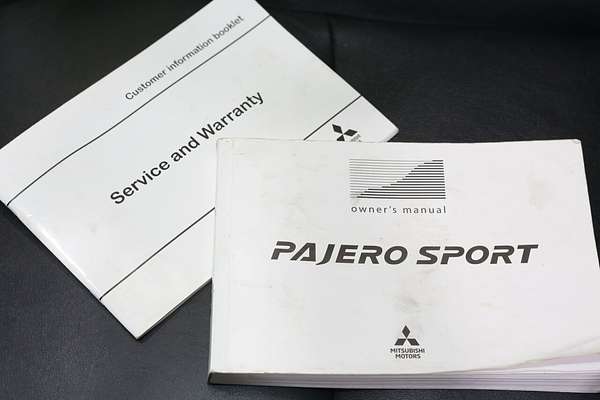 Customer information booklet
Service and Warranty
owner's manual
PAJERO SPORT
MITSUBISHI
MOTORS